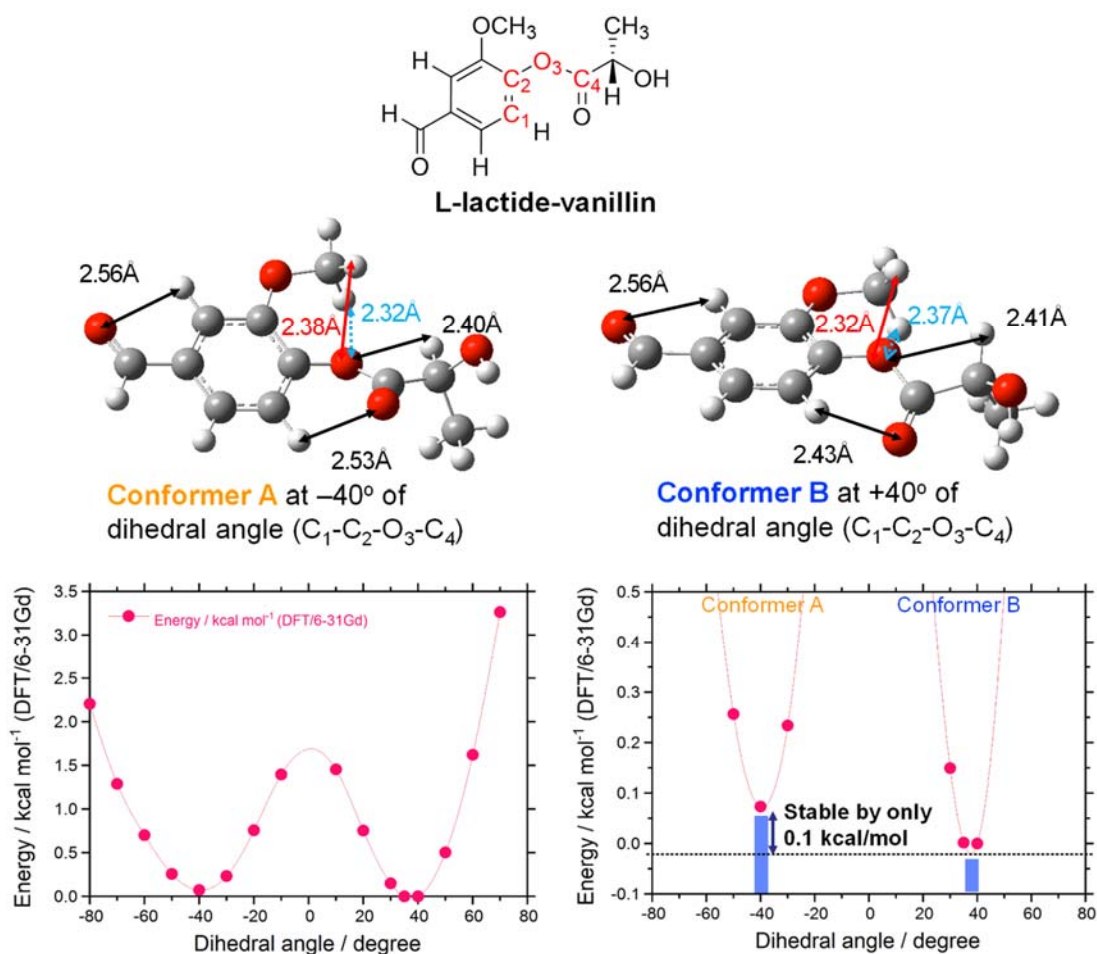 OCH₃
CH₃
H
O₃
C₂
C₄
OH
H
H
O
C₁
H
O
H
L-lactide-vanillin
2.56Å
2.38Å
2.32Å
2.40Å
2.53Å
2.56Å
2.32Å
2.37Å
2.41Å
2.43Å
Conformer A at –40° of
dihedral angle (C₁-C₂-O₃-C₄)
Conformer B at +40° of
dihedral angle (C₁-C₂-O₃-C₄)
Energy / kcal mol⁻¹ (DFT/6-31Gd)
3.5
3.0
2.5
2.0
1.5
1.0
0.5
0.0
Energy / kcal mol⁻¹ (DFT/6-31Gd)
-80 -60 -40 -20 0 20 40 60 80
Dihedral angle / degree
Energy / kcal mol⁻¹ (DFT/6-31Gd)
0.5
0.4
0.3
0.2
0.1
0.0
-0.1
Conformer A
Conformer B
Stable by only
0.1 kcal/mol
-80 -60 -40 -20 0 20 40 60 80
Dihedral angle / degree